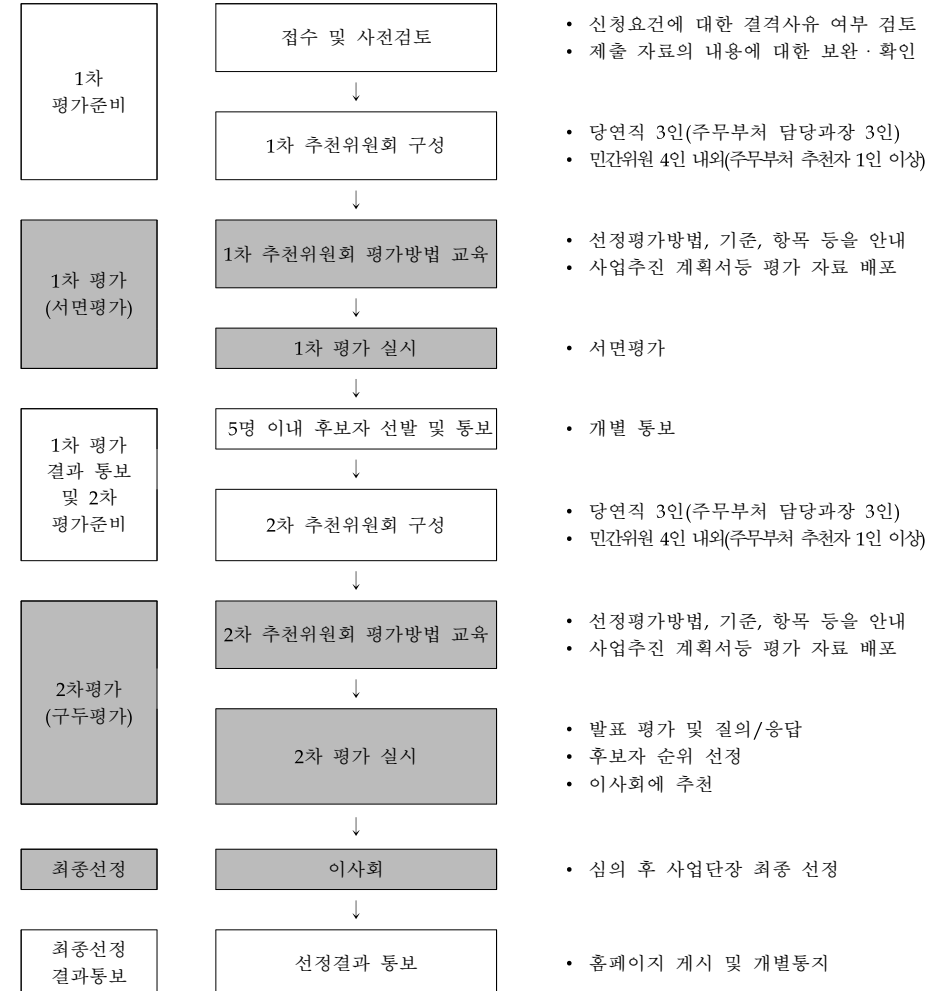 접수 및 사전검토
• 신청요건에 대한 결격사유 여부 검토
• 제출 자료의 내용에 대한 보완 · 확인
1차
평가준비
↓
1차 추천위원회 구성
• 당연직 3인(주무부처 담당과장 3인)
• 민간위원 4인 내외(주무부처 추천자 1인 이상)
↓
1차 평가
(서면평가)
1차 추천위원회 평가방법 교육
• 선정평가방법, 기준, 항목 등을 안내
• 사업추진 계획서등 평가 자료 배포
↓
1차 평가 실시
• 서면평가
↓
1차 평가
결과 통보
및 2차
평가준비
5명 이내 후보자 선발 및 통보
• 개별 통보
↓
2차 추천위원회 구성
• 당연직 3인(주무부처 담당과장 3인)
• 민간위원 4인 내외(주무부처 추천자 1인 이상)
↓
2차평가
(구두평가)
2차 추천위원회 평가방법 교육
• 선정평가방법, 기준, 항목 등을 안내
• 사업추진 계획서등 평가 자료 배포
↓
2차 평가 실시
• 발표 평가 및 질의/응답
• 후보자 순위 선정
• 이사회에 추천
↓
최종선정
이사회
• 심의 후 사업단장 최종 선정
↓
최종선정
결과통보
선정결과 통보
• 홈페이지 게시 및 개별통지